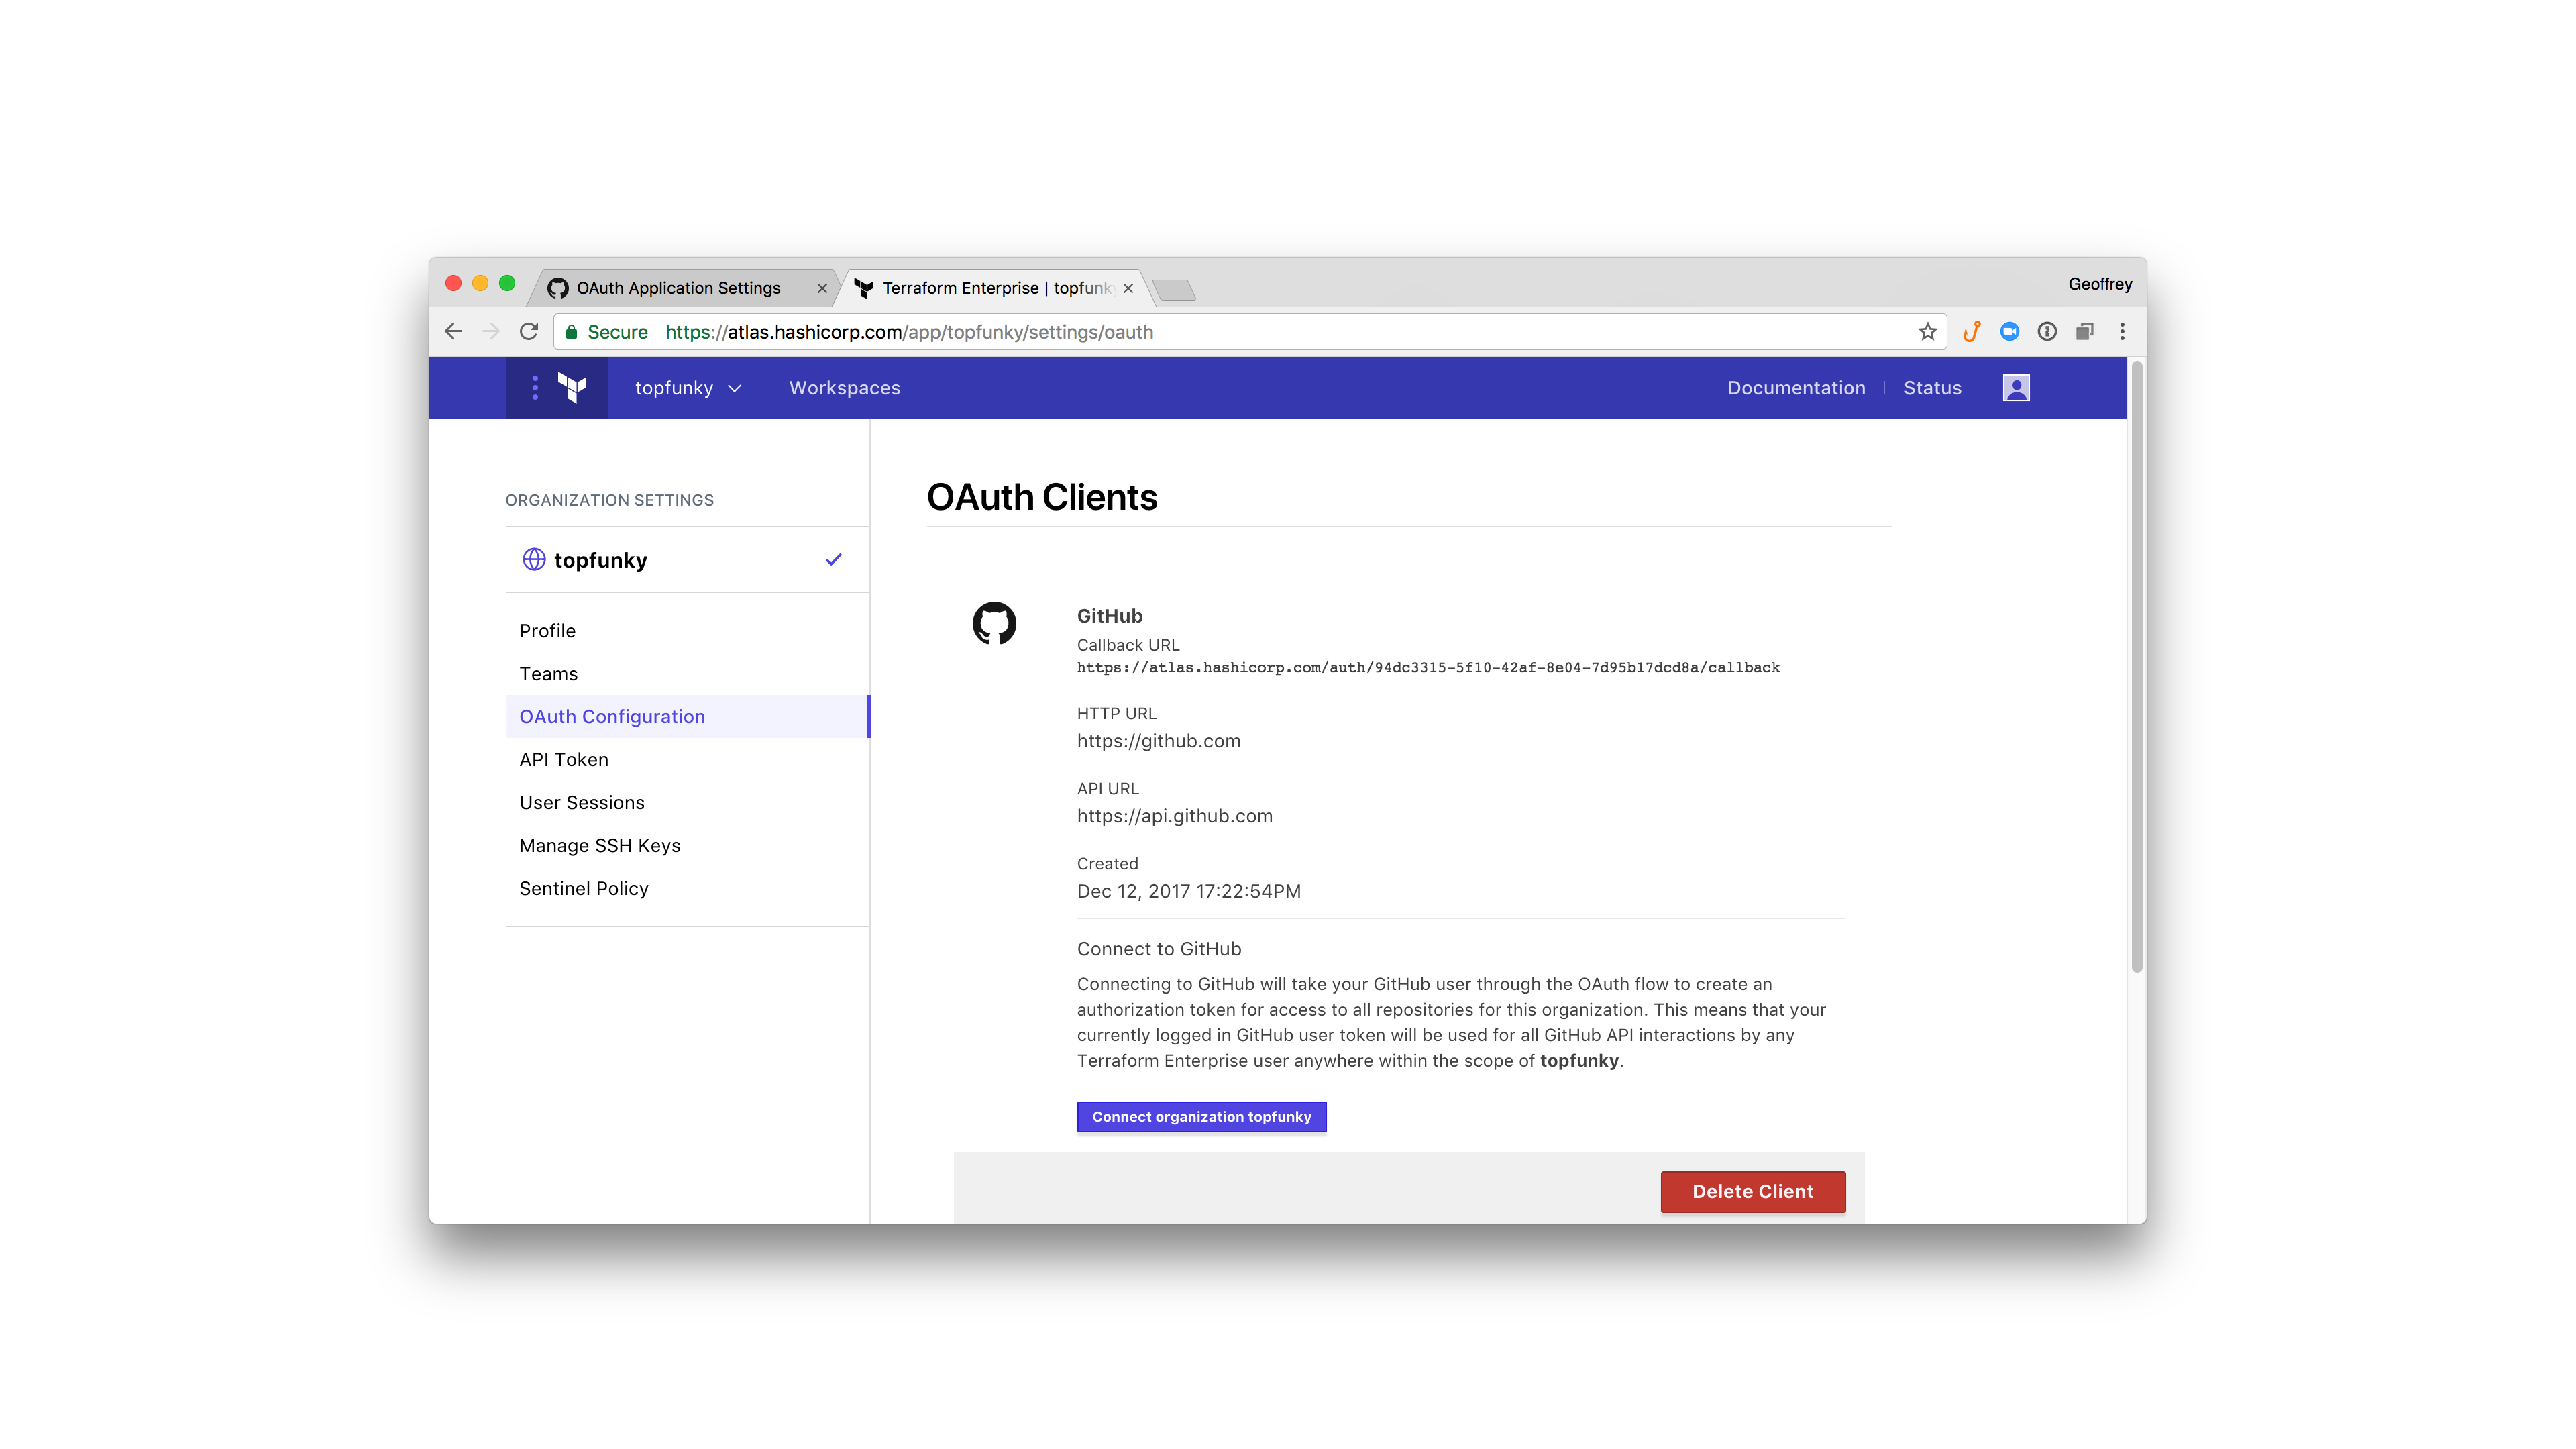 OAuth Application Settings
Terraform Enterprise | topfunky
Geoffrey
Secure https://atlas.hashicorp.com/app/topfunky/settings/oauth
topfunky Workspaces Documentation | Status
ORGANIZATION SETTINGS
topfunky
Profile
Teams
OAuth Configuration
API Token
User Sessions
Manage SSH Keys
Sentinel Policy
OAuth Clients
GitHub
Callback URL
https://atlas.hashicorp.com/auth/94dc3315-5f10-42af-8e04-7d95b17dcd8a/callback
HTTP URL
https://github.com
API URL
https://api.github.com
Created
Dec 12, 2017 17:22:54PM
Connect to GitHub
Connecting to GitHub will take your GitHub user through the OAuth flow to create an
authorization token for access to all repositories for this organization. This means that your
currently logged in GitHub user token will be used for all GitHub API interactions by any
Terraform Enterprise user anywhere within the scope of topfunky.
Connect organization topfunky
Delete Client